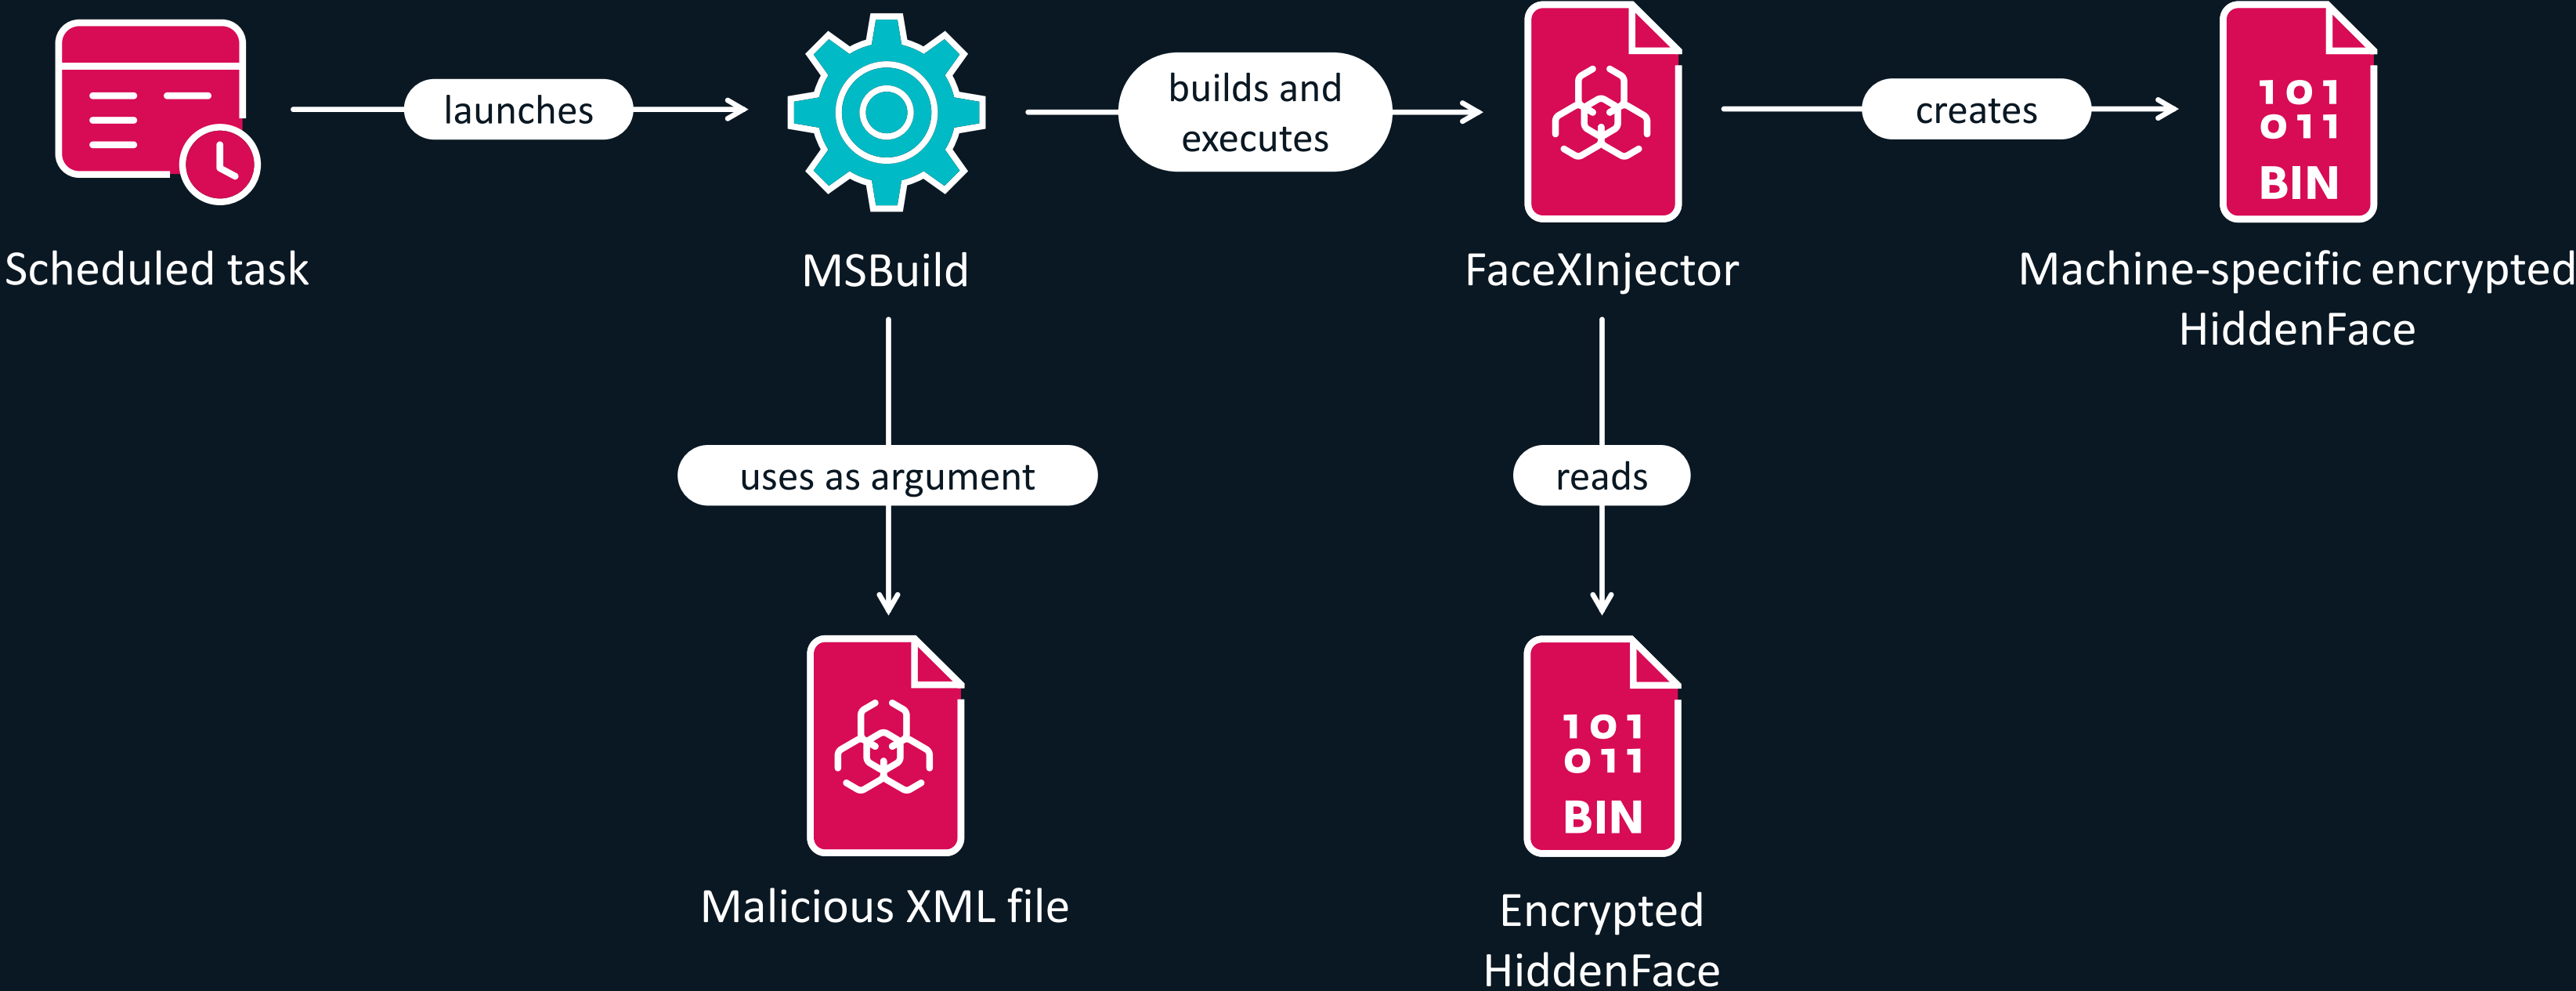 launches
builds and
executes
creates
101
011
BIN
Scheduled task
MSBuild
FaceXInjector
Machine-specific encrypted
HiddenFace
uses as argument
reads
101
011
BIN
Malicious XML file
Encrypted
HiddenFace